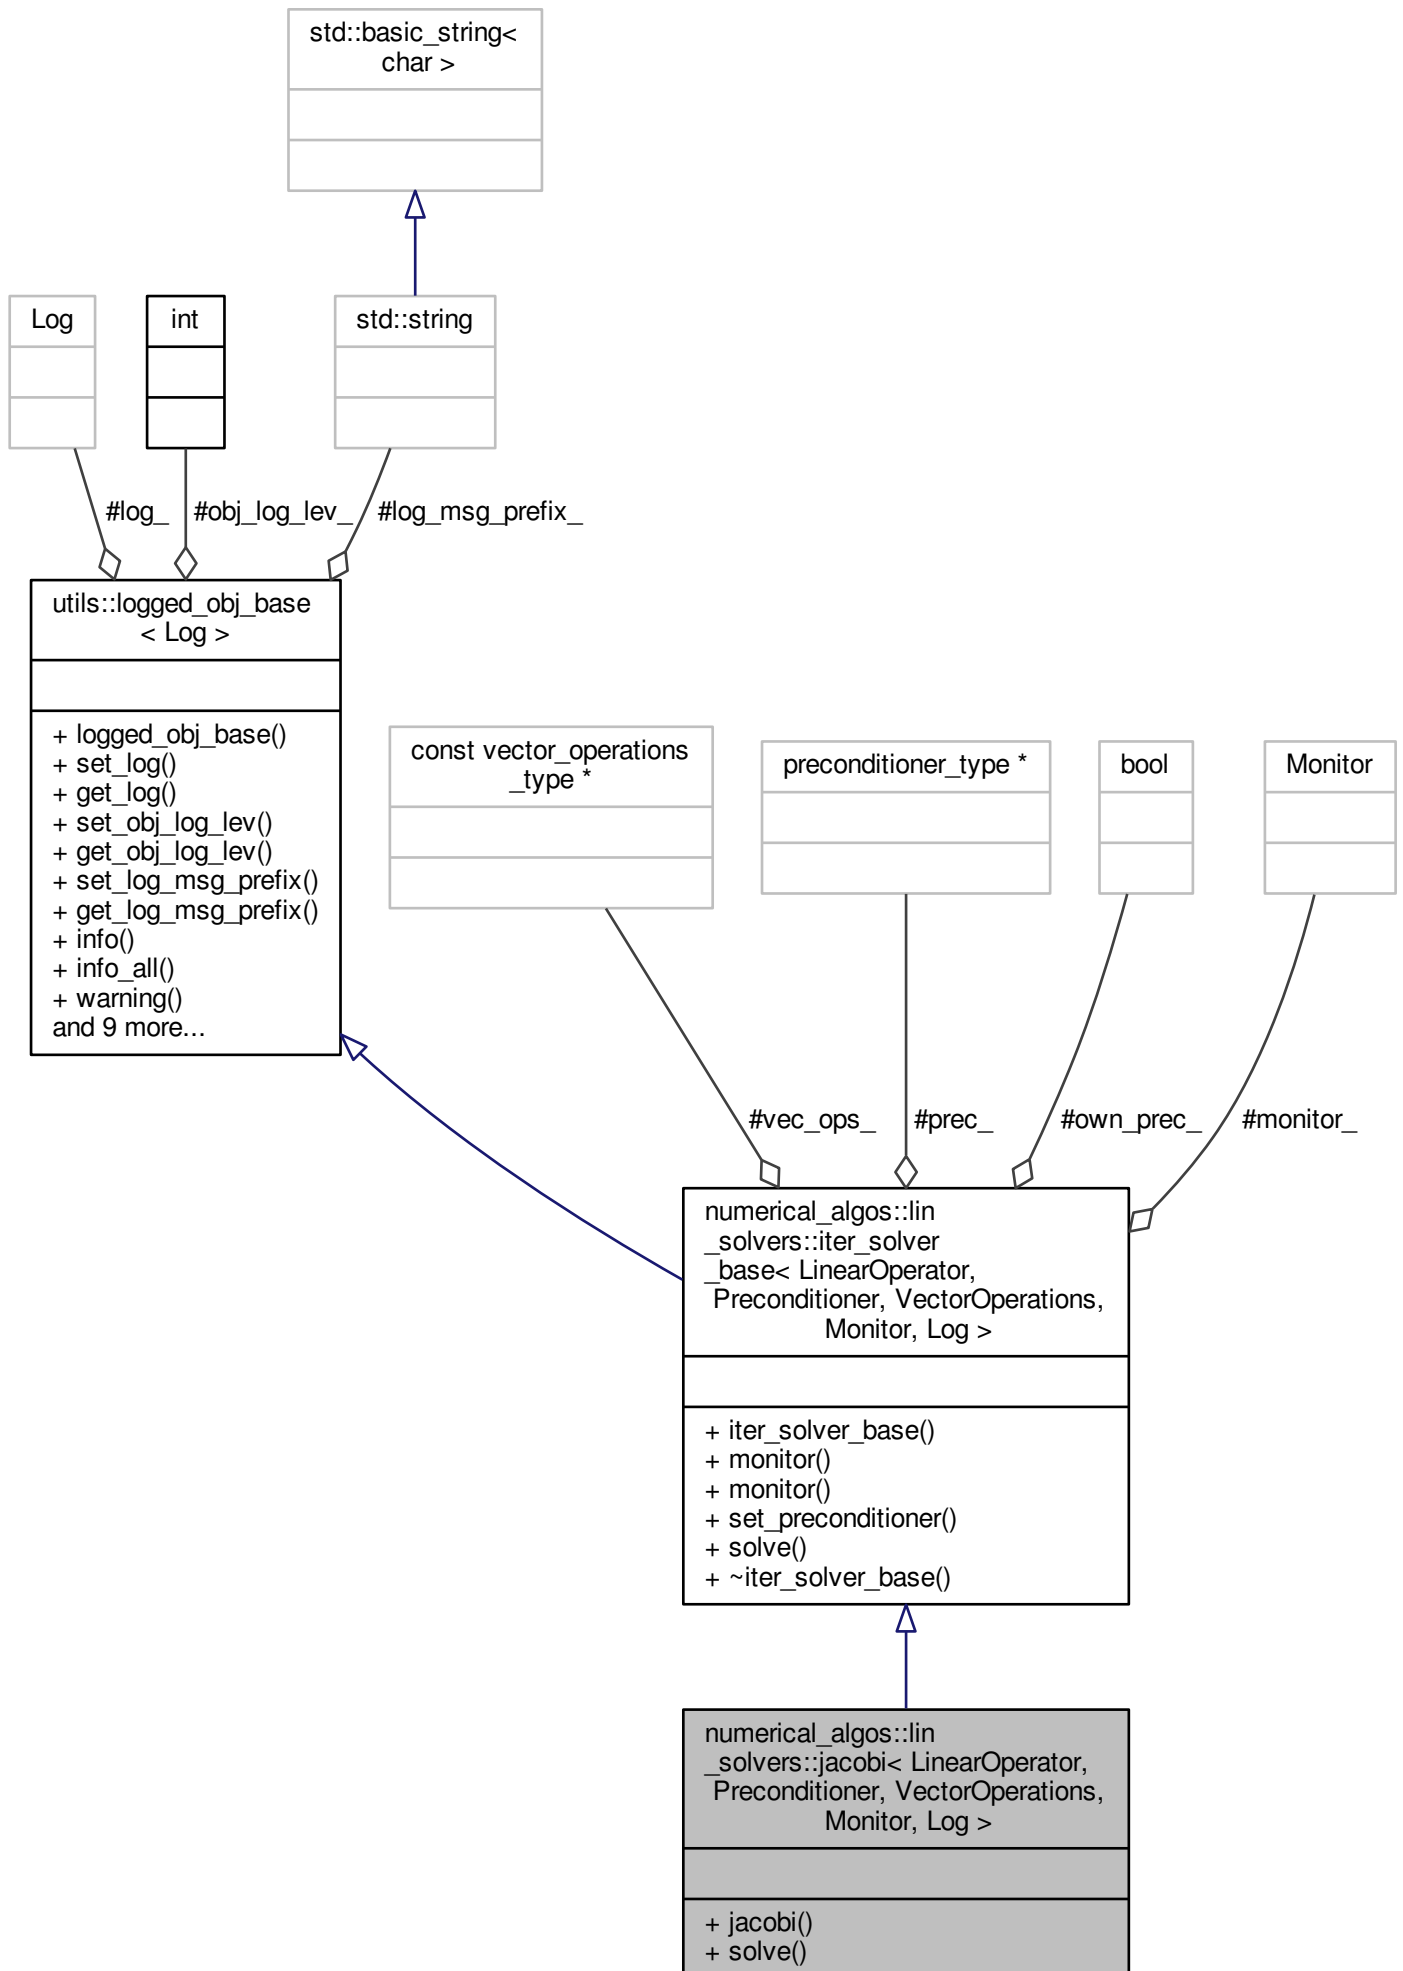 std::basic_string<
char >
Log
int
std::string
#log_
#obj_log_lev_
#log_msg_prefix_
utils::logged_obj_base
< Log >
+ logged_obj_base()
+ set_log()
+ get_log()
+ set_obj_log_lev()
+ get_obj_log_lev()
+ set_log_msg_prefix()
+ get_log_msg_prefix()
+ info()
+ info_all()
+ warning()
and 9 more...
const vector_operations
_type *
preconditioner_type *
bool
Monitor
#vec_ops_
#prec_
#own_prec_
#monitor_
numerical_algos::lin
_solvers::iter_solver
_base< LinearOperator,
Preconditioner, VectorOperations,
Monitor, Log >
+ iter_solver_base()
+ monitor()
+ monitor()
+ set_preconditioner()
+ solve()
+ ~iter_solver_base()
numerical_algos::lin
_solvers::jacobi< LinearOperator,
Preconditioner, VectorOperations,
Monitor, Log >
+ jacobi()
+ solve()